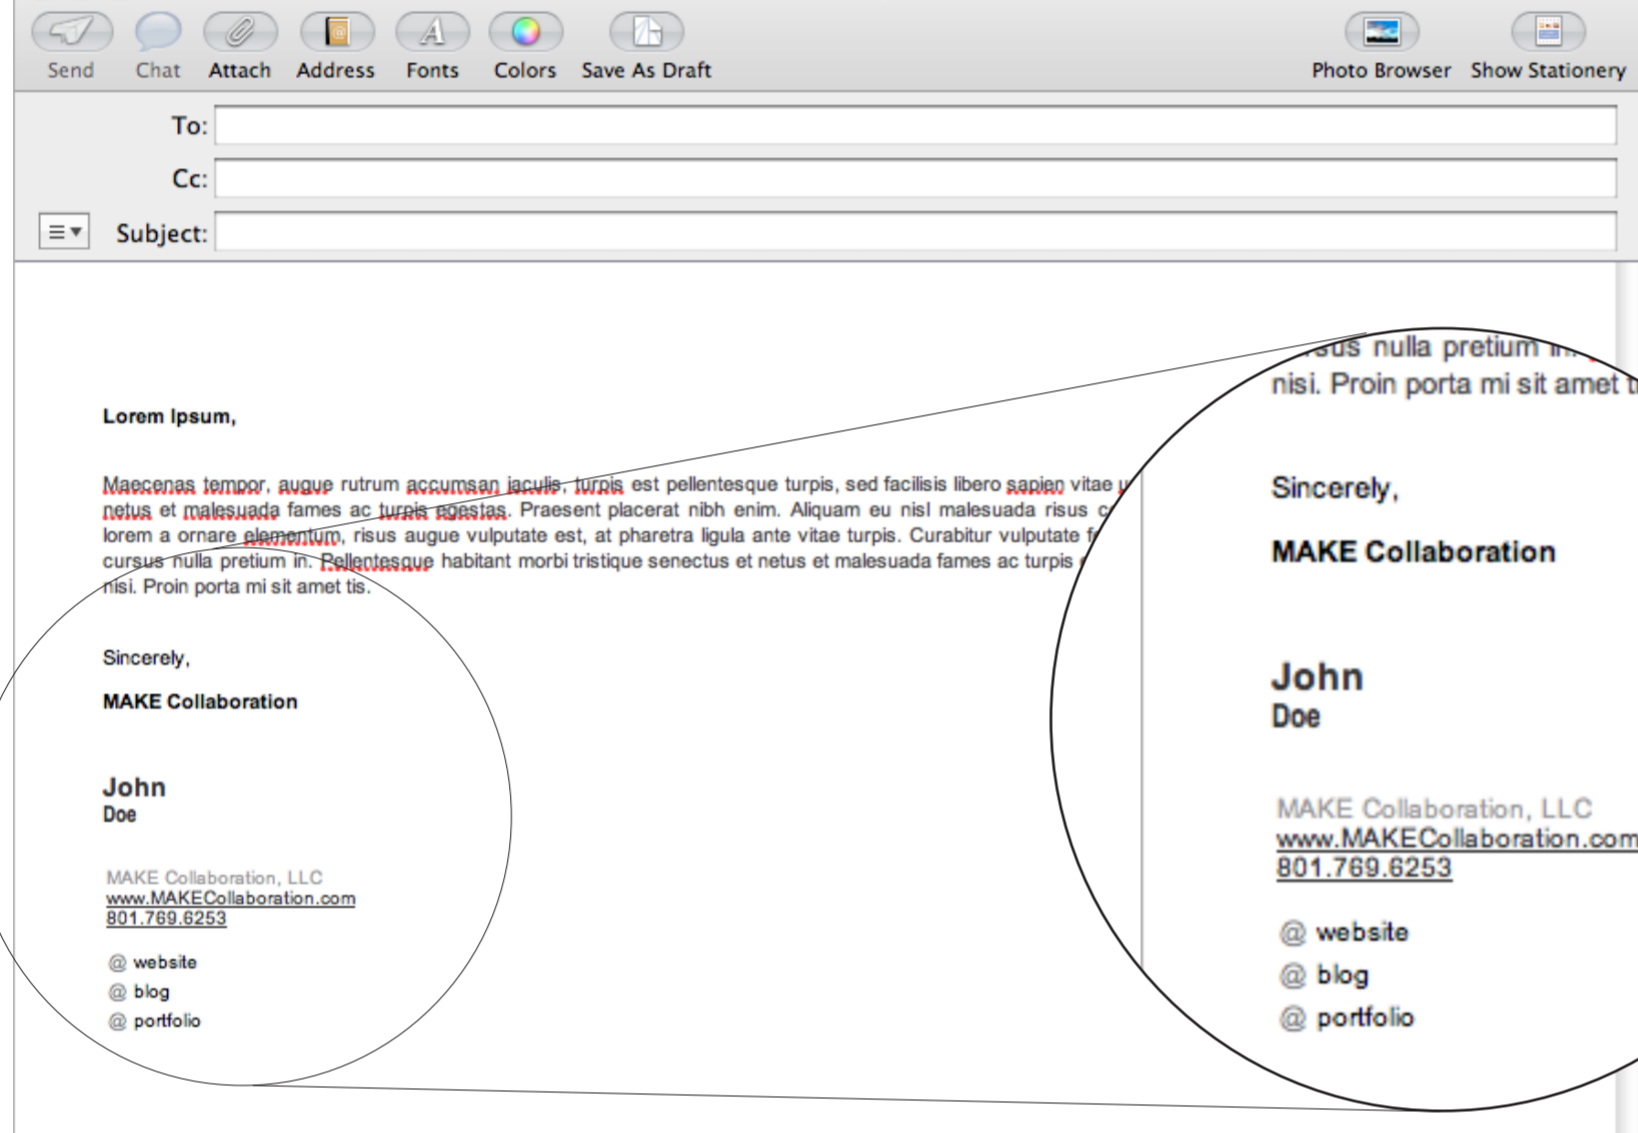 Send Chat Attach Address Fonts Colors Save As Draft Photo Browser Show Stationery
To:
Cc:
Subject:
Lorem Ipsum,
Maecenas tempor, augue rutrum accumsan iaculis, turpis est pellentesque turpis, sed facilisis libero sapien vitae
netus et malesuada fames ac turpis egestas. Praesent placerat nibh enim. Aliquam eu nisl malesuada risus
lorem a ornare elementum, risus augue vulputate est, at pharetra ligula ante vitae turpis. Curabitur vulputate
cursus nulla pretium in. Pellentesque habitant morbi tristique senectus et netus et malesuada fames ac turpis
nisi. Proin porta mi sit amet tis.
Sincerely,
MAKE Collaboration
John
Doe
MAKE Collaboration, LLC
www.MAKECollaboration.com
801.769.6253
@ website
@ blog
@ portfolio
nulla pretium
nisi. Proin porta mi sit amet
Sincerely,
MAKE Collaboration
John
Doe
MAKE Collaboration, LLC
www.MAKECollaboration.com
801.769.6253
@ website
@ blog
@ portfolio